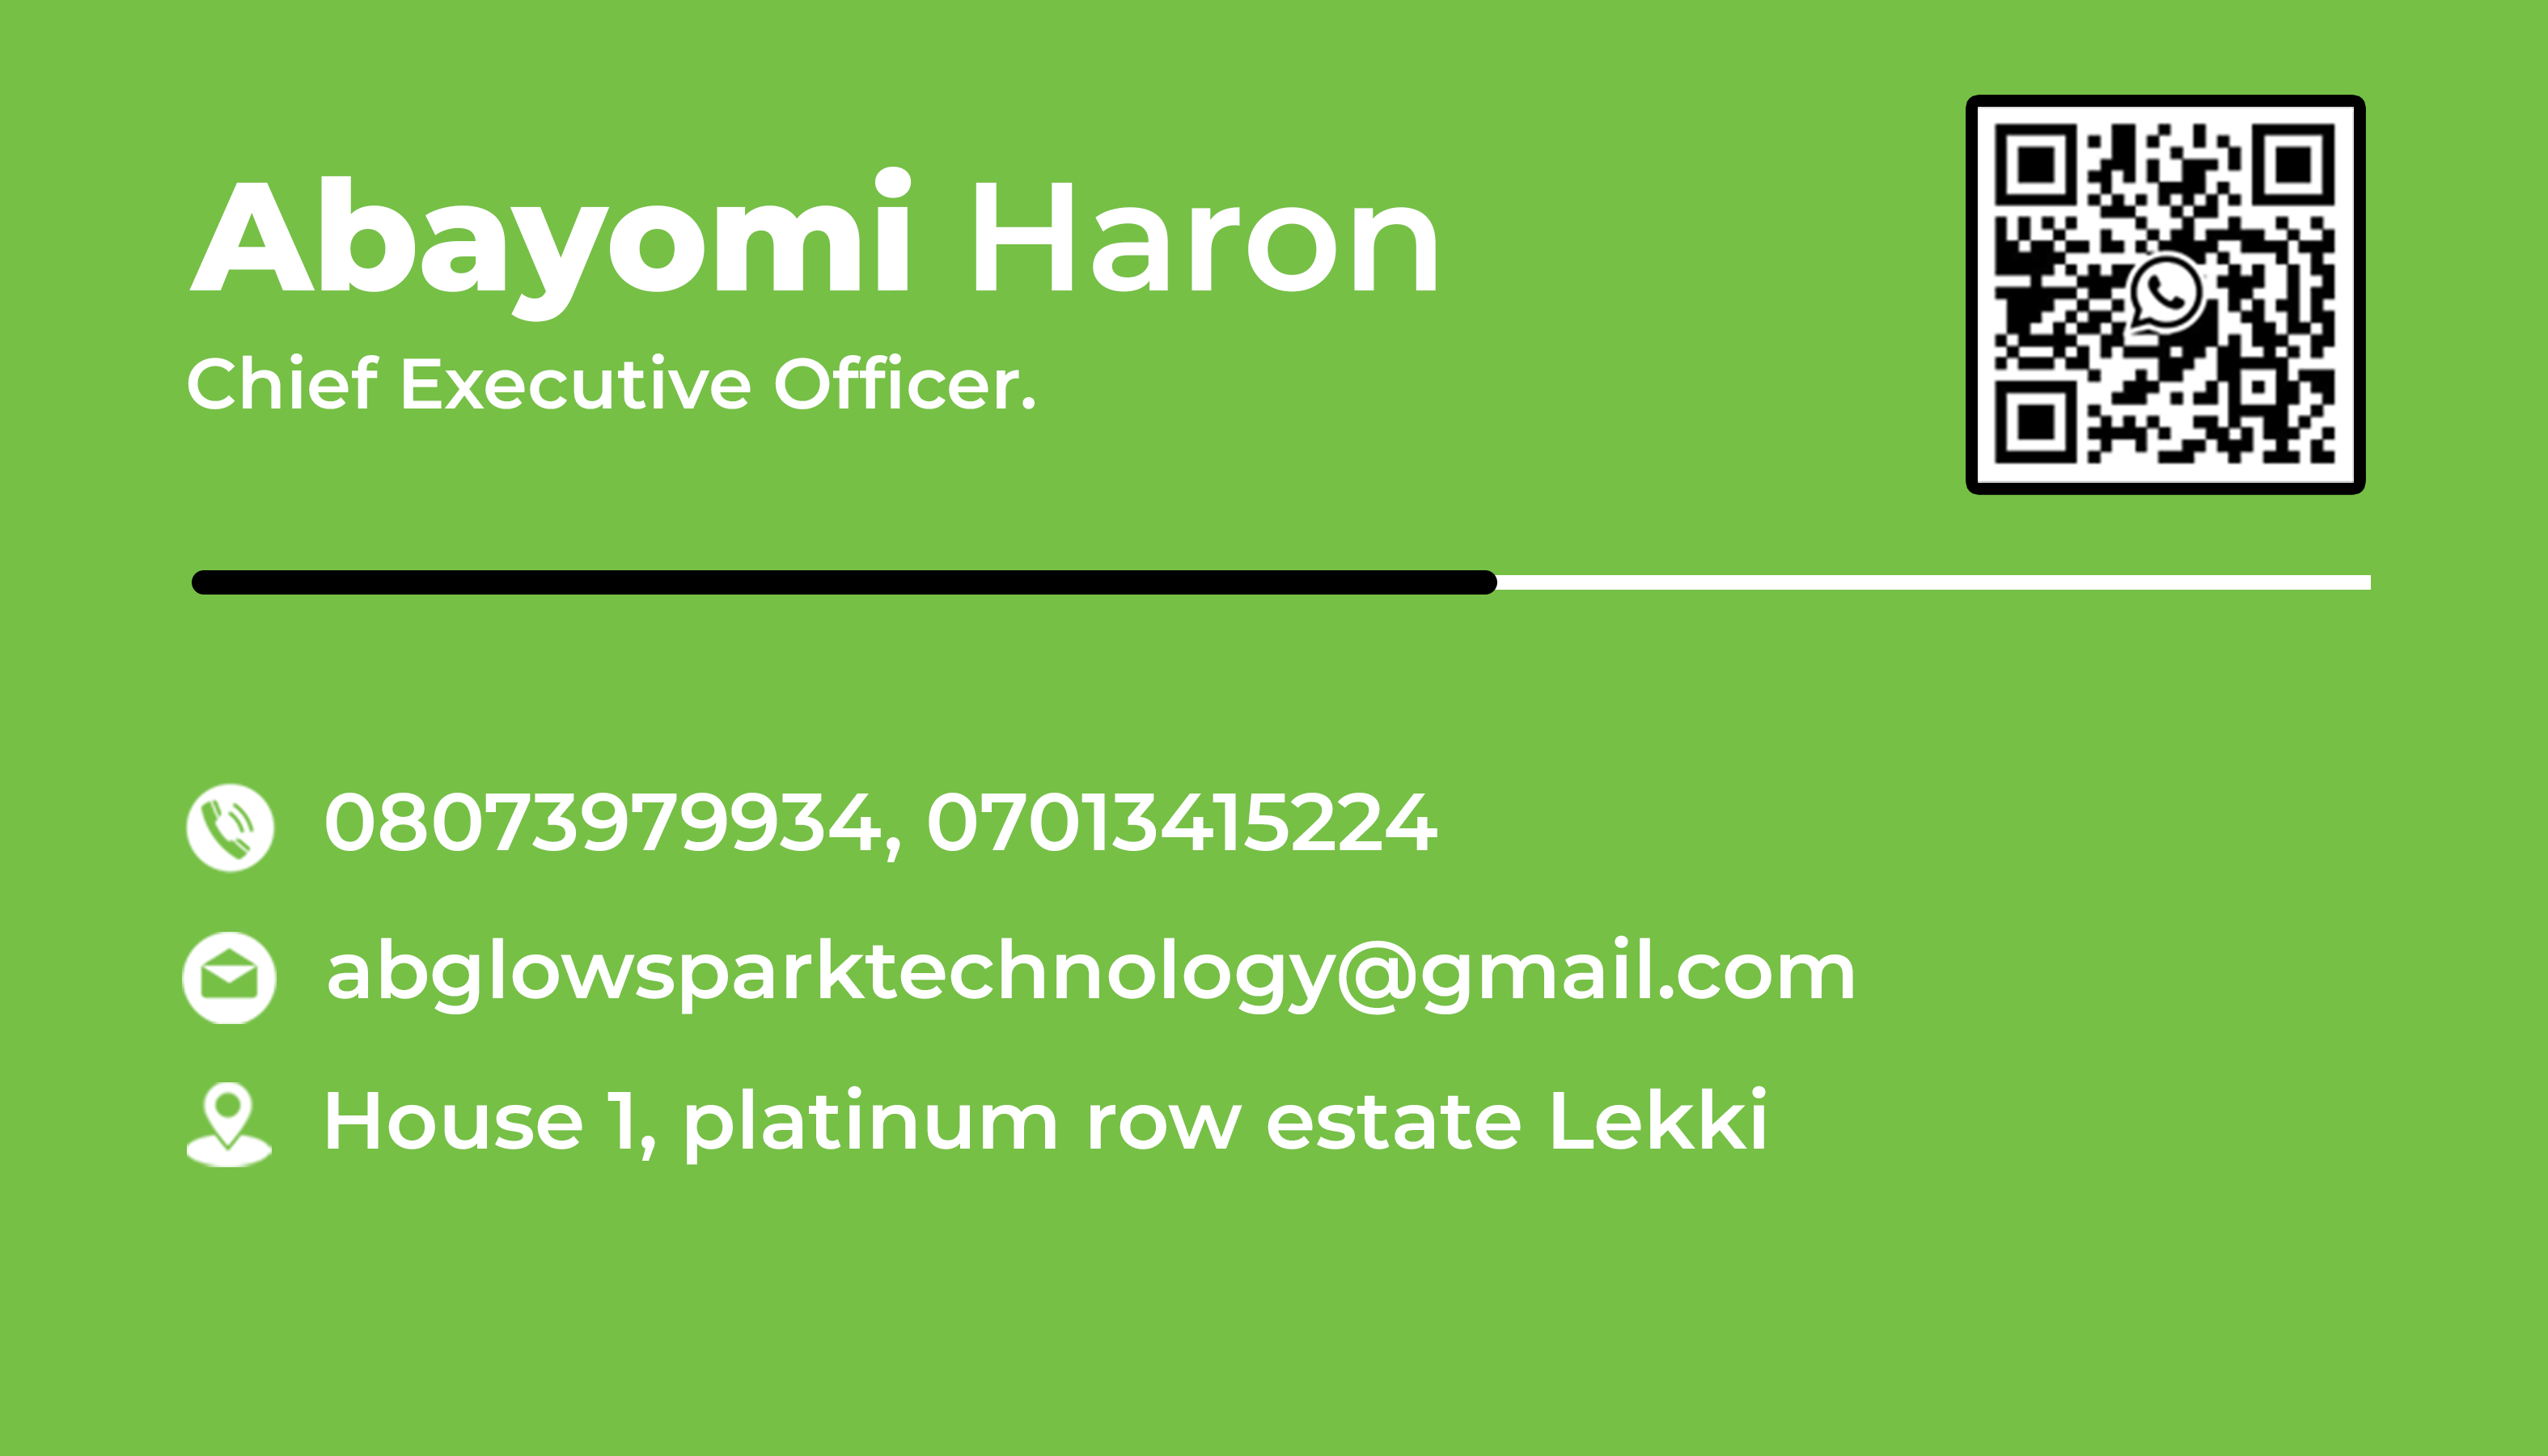 Abayomi Haron
Chief Executive Officer.
08073979934, 07013415224
abglowsparktechnology@gmail.com
House 1, platinum row estate Lekki